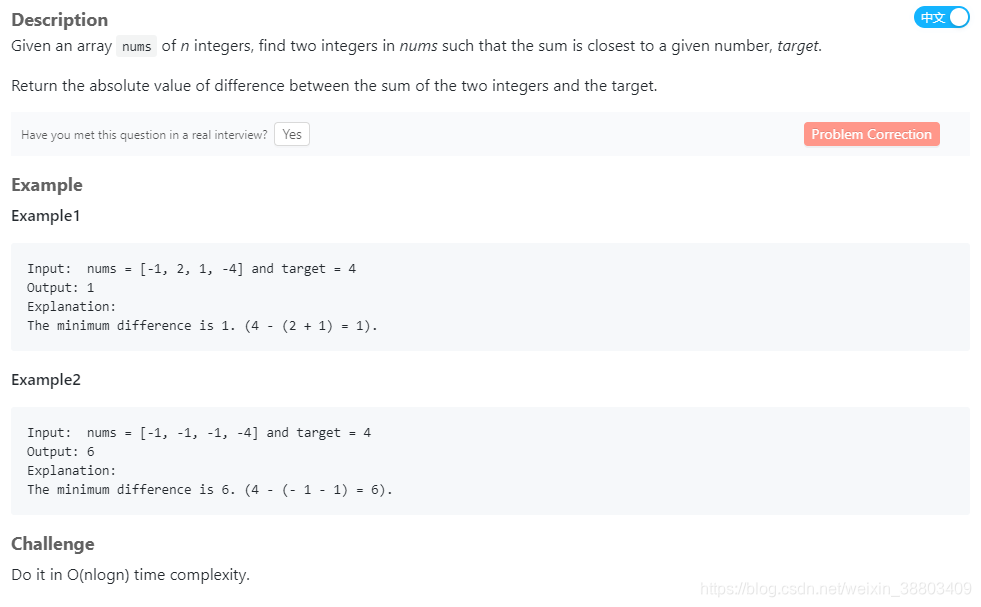 Description
中文
Given an array nums of n integers, find two integers in nums such that the sum is closest to a given number, target.
Return the absolute value of difference between the sum of the two integers and the target.
Have you met this question in a real interview? Yes
Problem Correction
Example
Example1
Input:  nums = [-1, 2, 1, -4] and target = 4
Output: 1
Explanation:
The minimum difference is 1. (4 - (2 + 1) = 1).
Example2
Input:  nums = [-1, -1, -1, -4] and target = 4
Output: 6
Explanation:
The minimum difference is 6. (4 - (- 1 - 1) = 6).
Challenge
Do it in O(nlogn) time complexity.
https://blog.csdn.net/weixin_38803409